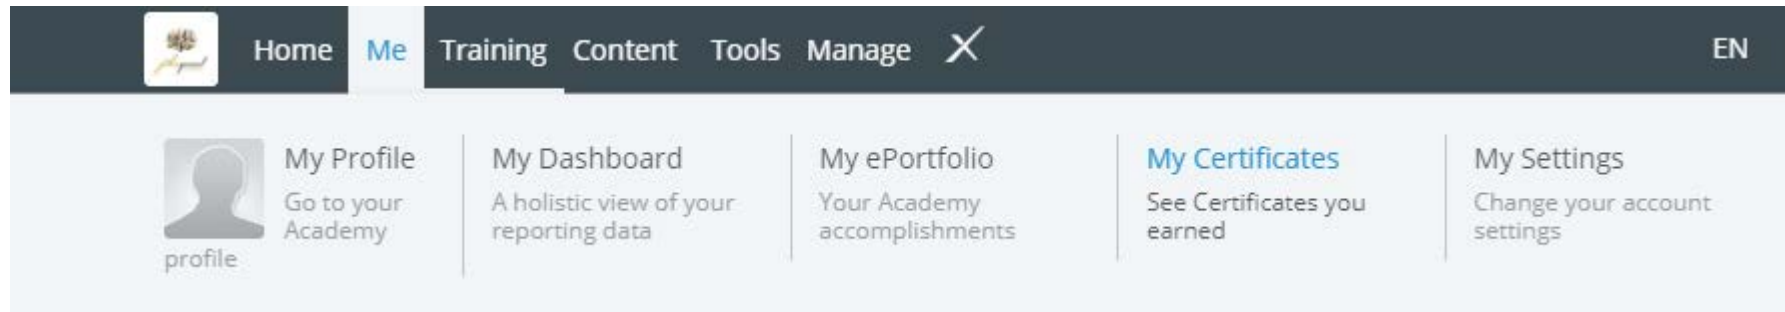 Home Me Training Content Tools Manage EN
My Profile
Go to your
Academy
profile
My Dashboard
A holistic view of your
reporting data
My ePortfolio
Your Academy
accomplishments
My Certificates
See Certificates you
earned
My Settings
Change your account
settings